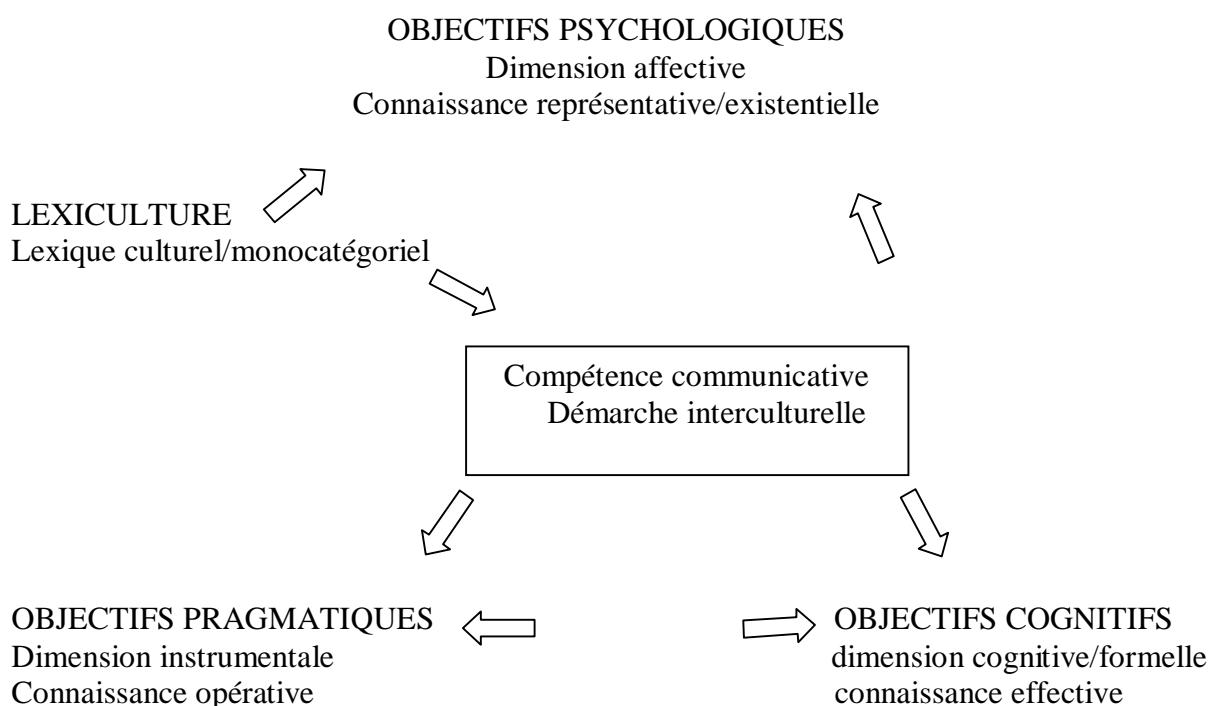 OBJECTIFS PSYCHOLOGIQUES
Dimension affective
Connaissance représentative/existentielle
LEXICULTURE
Lexique culturel/monocatégoriel
Compétence communicative
Démarche interculturelle
OBJECTIFS PRAGMATIQUES
Dimension instrumentale
Connaissance opérative
OBJECTIFS COGNITIFS
dimension cognitive/formelle
connaissance effective